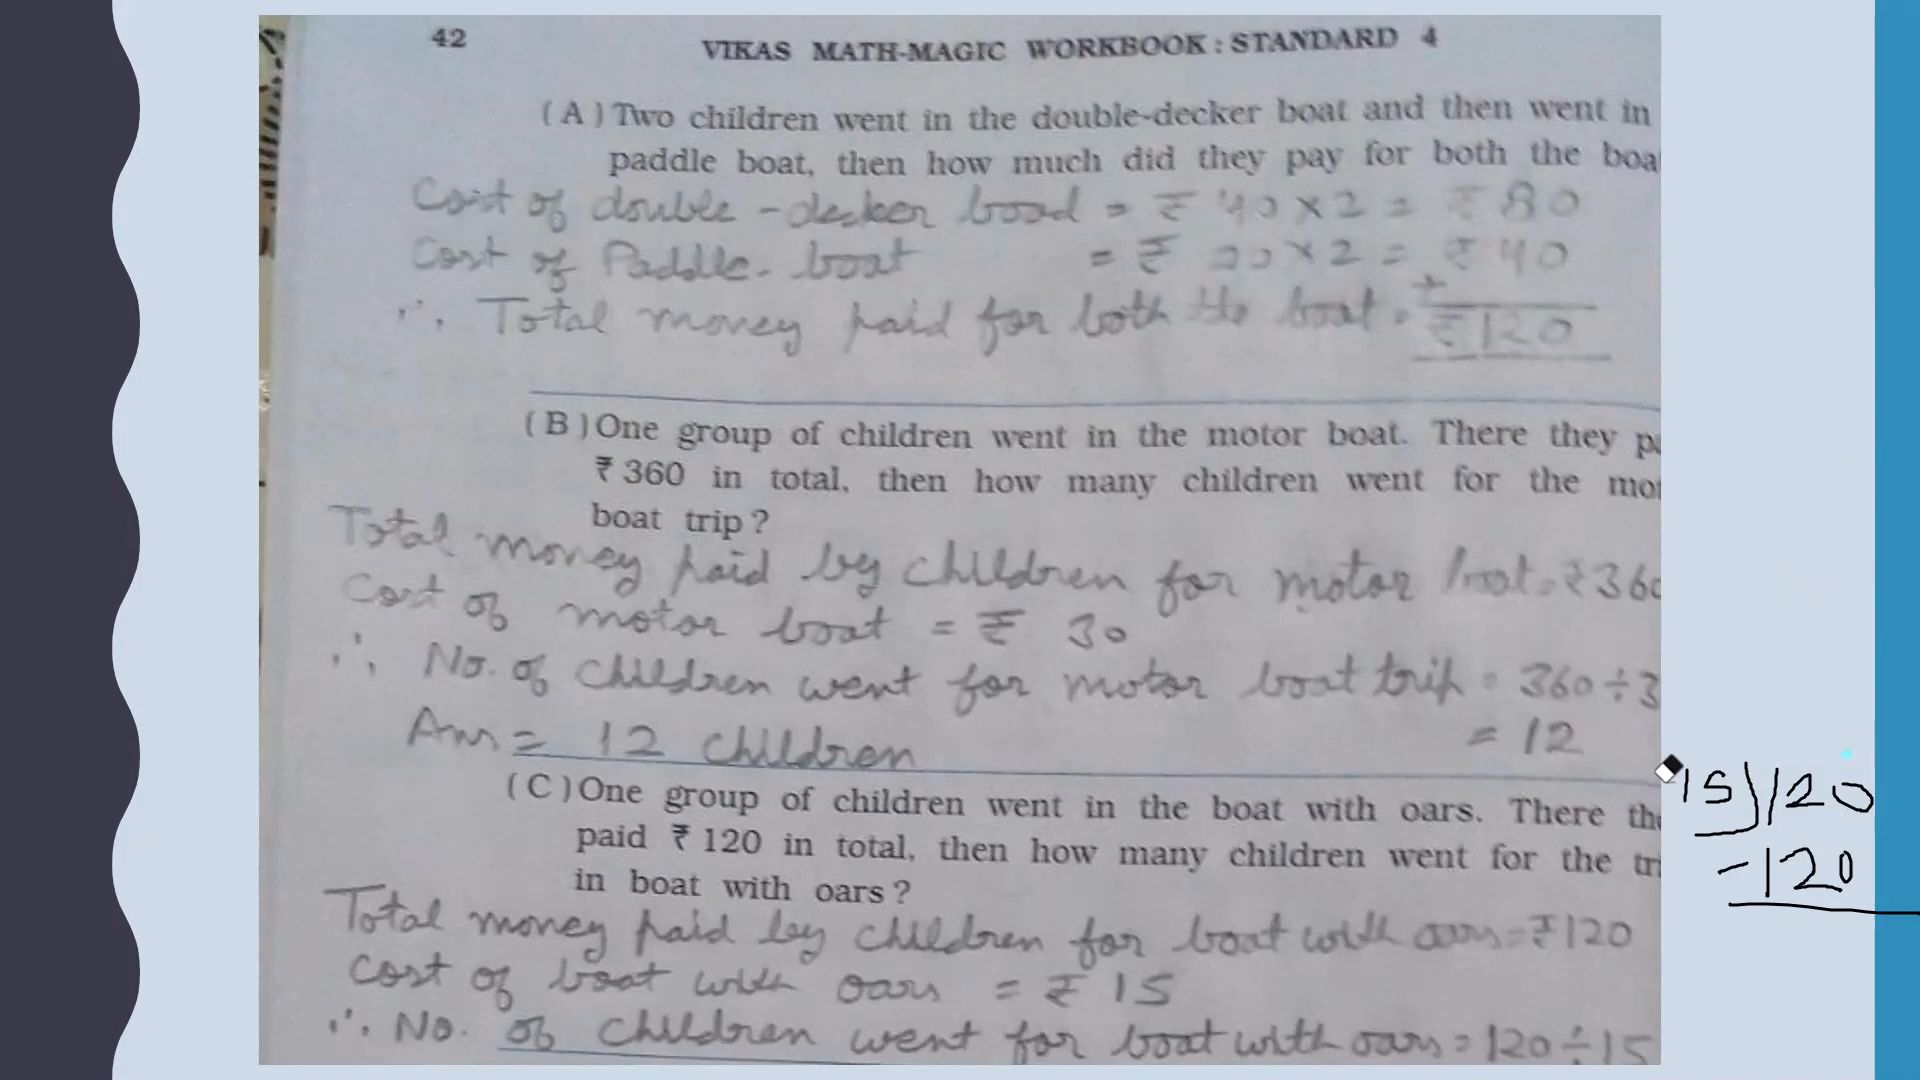 42
VIKAS MATH-MAGIC WORKBOOK : STANDARD 4
(A) Two children went in the double-decker boat and then went in
paddle boat, then how much did they pay for both the boa
Cost of double-decker boad = ₹ 40 × 2 = ₹ 80
Cost of Paddle-boat = ₹ 20 × 2 = ₹ 40
∴ Total money paid for both the boat = + ₹ 120
(B) One group of children went in the motor boat. There they pa
₹ 360 in total, then how many children went for the mot
boat trip ?
Total money paid by children for motor boat = ₹ 360
Cost of motor boat = ₹ 30
∴ No. of children went for motor boat trip = 360 ÷ 3
= 12
Ans = 12 children
(C) One group of children went in the boat with oars. There the
paid ₹ 120 in total, then how many children went for the tri
in boat with oars ?
Total money paid by children for boat with oars = ₹ 120
Cost of boat with oars = ₹ 15
∴ No. of children went for boat with oars = 120 ÷ 15
15)120
-120